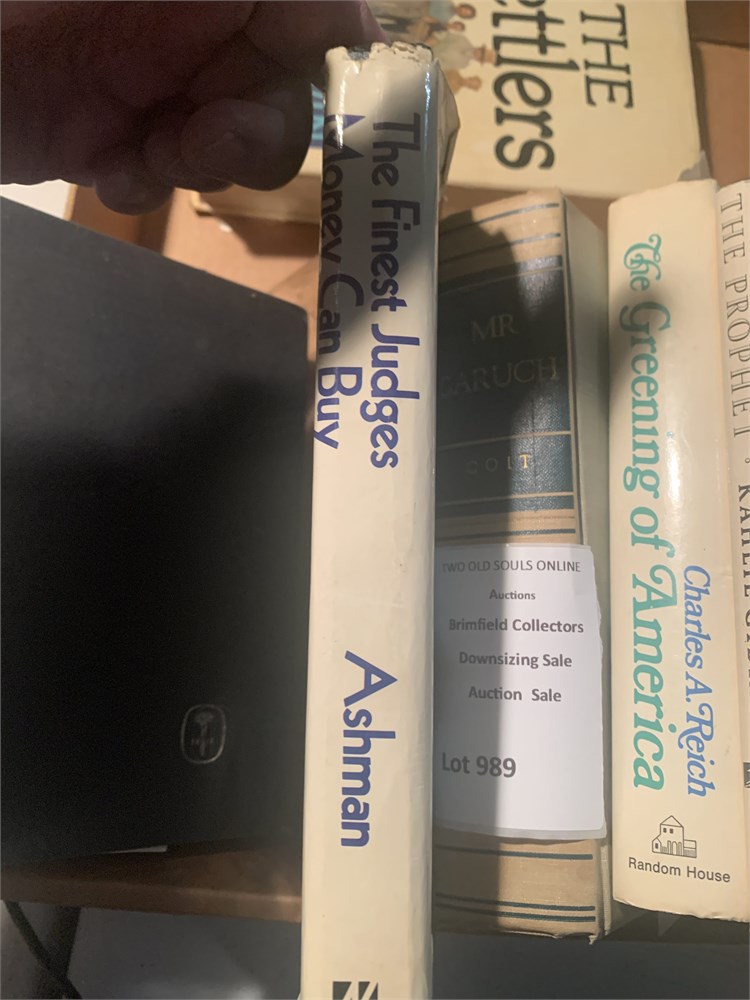 THE
ettlers
The Finest Judges
Money Can Buy
Ashman
MR
BARUCH
COIT
TWO OLD SOULS ONLINE
Auctions
Brimfield Collectors
Downsizing Sale
Auction Sale
Lot 989
The Greening of America
Charles A. Reich
Random House
THE PROPHET